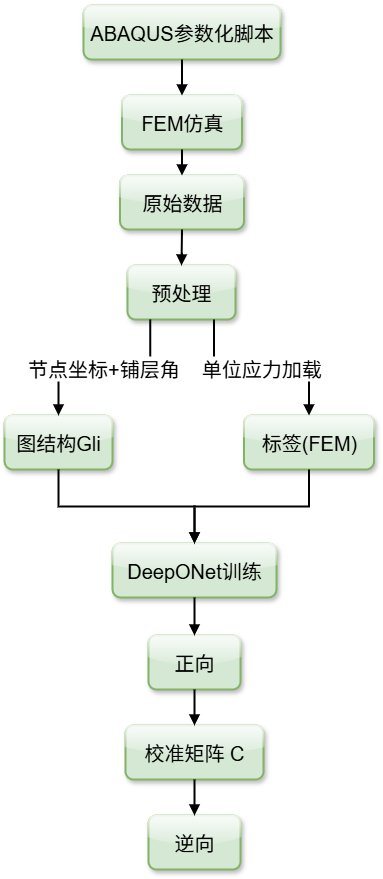 ABAQUS参数化脚本
FEM仿真
原始数据
预处理
节点坐标+铺层角
单位应力加载
图结构Gli
标签(FEM)
DeepONet训练
正向
校准矩阵 C
逆向